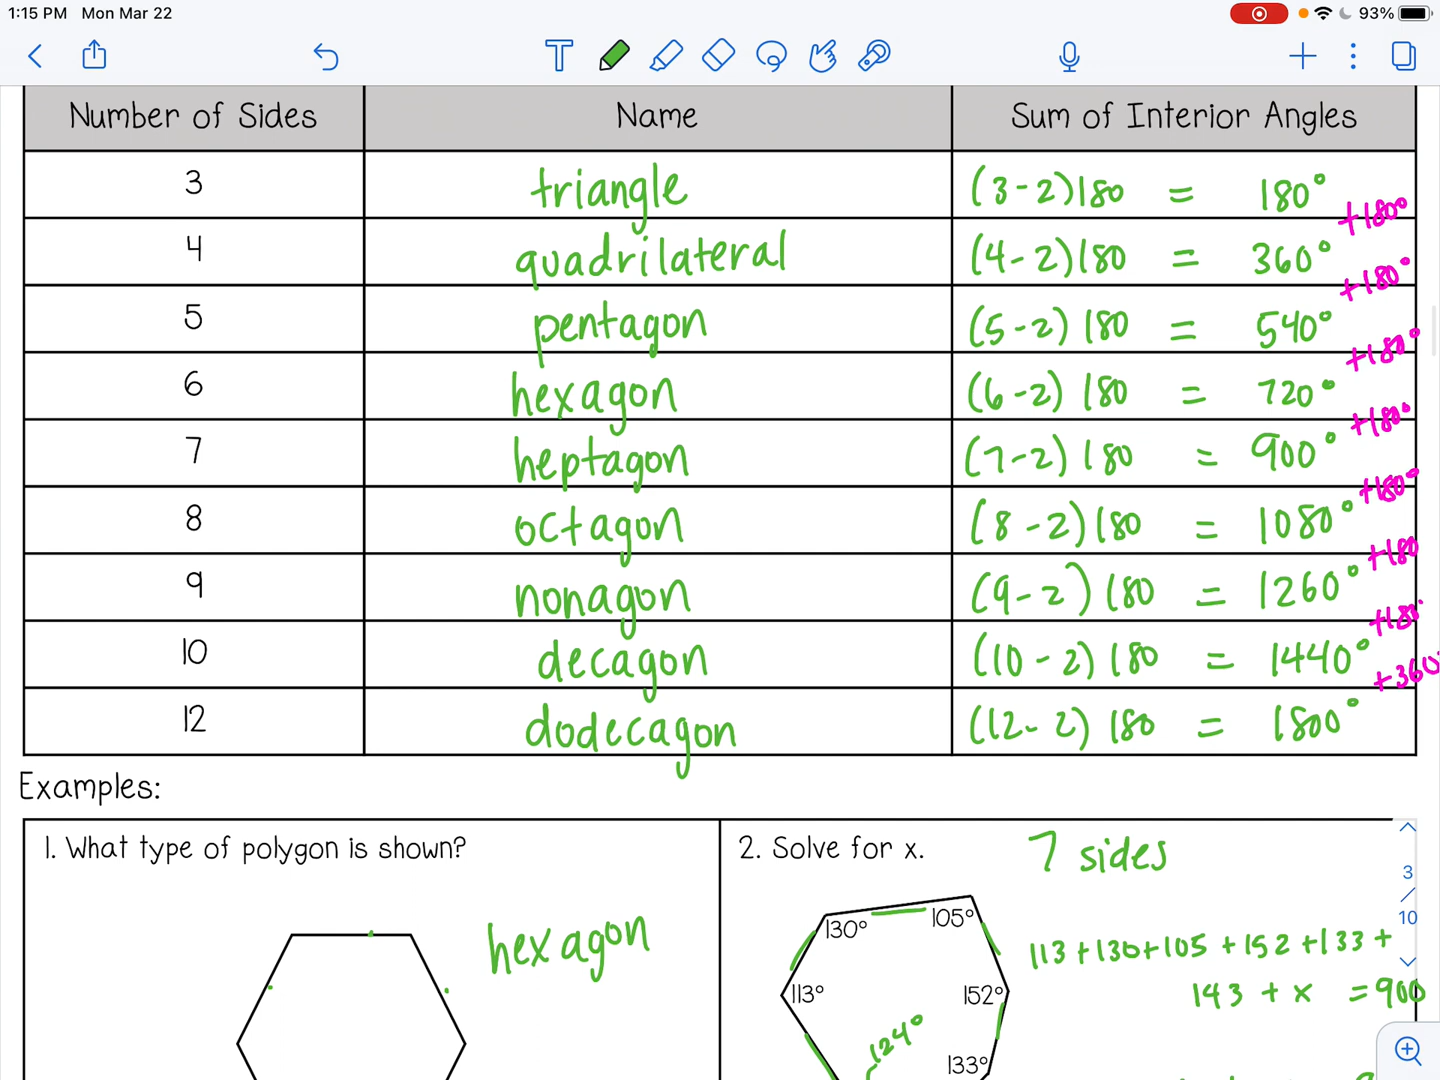 1:15 PM Mon Mar 22 93%
Number of Sides Name Sum of Interior Angles
3 triangle (3-2)180 = 180°
+180°
4 quadrilateral (4-2)180 = 360°
+180°
5 pentagon (5-2)180 = 540°
+180°
6 hexagon (6-2)180 = 720°
+180°
7 heptagon (7-2)180 = 900°
+180°
8 octagon (8-2)180 = 1080°
+180
9 nonagon (9-2)180 = 1260°
+180°
10 decagon (10-2)180 = 1440°
+360°
12 dodecagon (12-2)180 = 1800°
Examples:
1. What type of polygon is shown?
hexagon
2. Solve for x. 7 sides
130° 105°
113° 152°
124° 133°
113+130+105+152+133+
143 + x = 900
3
/
10